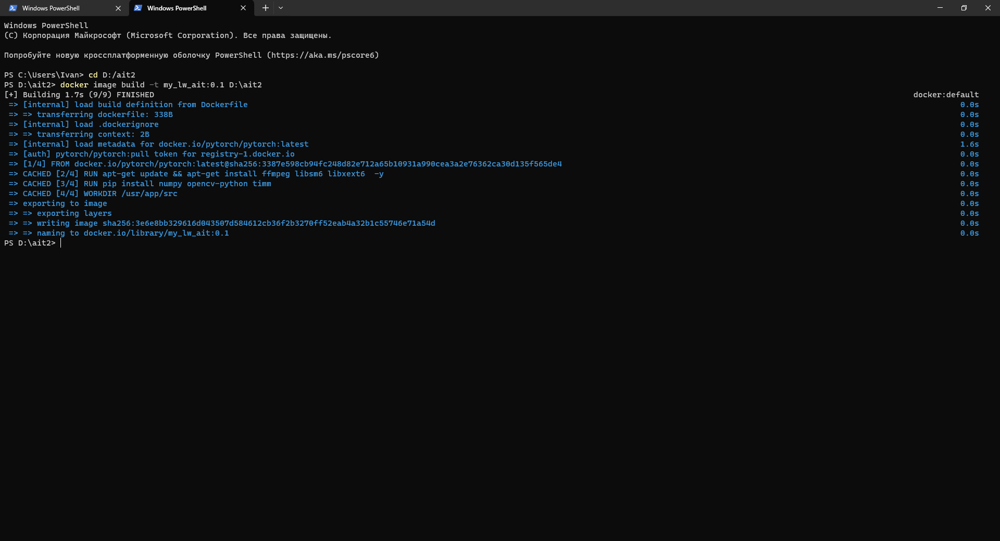 Windows PowerShell
Windows PowerShell
Windows PowerShell
(C) Корпорация Майкрософт (Microsoft Corporation). Все права защищены.
Попробуйте новую кроссплатформенную оболочку PowerShell (https://aka.ms/pscore6)
PS C:\Users\Ivan> cd D:/ait2
PS D:\ait2> docker image build -t my_lw_ait:0.1 D:\ait2
[+] Building 1.7s (9/9) FINISHED docker:default
=> [internal] load build definition from Dockerfile 0.0s
=> => transferring dockerfile: 338B 0.0s
=> [internal] load .dockerignore 0.0s
=> => transferring context: 2B 0.0s
=> [internal] load metadata for docker.io/pytorch/pytorch:latest 1.6s
=> [auth] pytorch/pytorch:pull token for registry-1.docker.io 0.0s
=> [1/4] FROM docker.io/pytorch/pytorch:latest@sha256:3387e598cb94fc248d82e712a65b10931a990cea3a2e76362ca30d135f565de4 0.0s
=> CACHED [2/4] RUN apt-get update && apt-get install ffmpeg libsm6 libxext6  -y 0.0s
=> CACHED [3/4] RUN pip install numpy opencv-python timm 0.0s
=> CACHED [4/4] WORKDIR /usr/app/src 0.0s
=> exporting to image 0.0s
=> => exporting layers 0.0s
=> => writing image sha256:3e6e8bb329616d043507d584612cb36f2b3270ff52eab4a32b1c55746e71a54d 0.0s
=> => naming to docker.io/library/my_lw_ait:0.1 0.0s
PS D:\ait2>